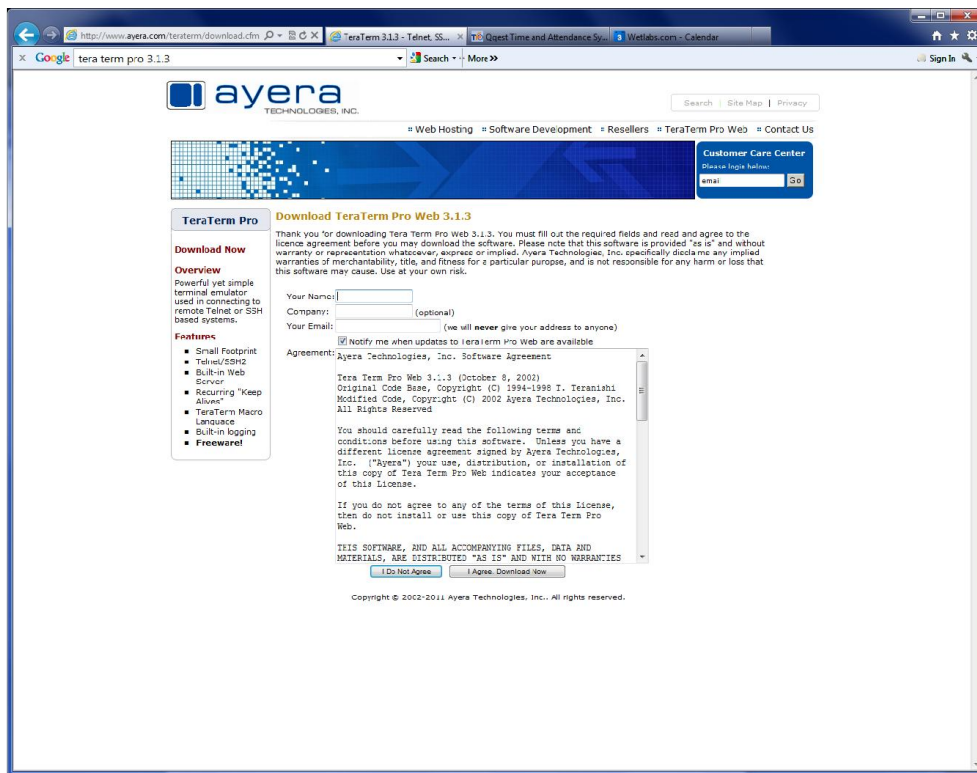 http://www.ayera.com/teraterm/download.cfm
TeraTerm 3.1.3 - Telnet, SS...
Qqest Time and Attendance Sy...
Wetlabs.com - Calendar
x Google tera term pro 3.1.3 Search More >> Sign In
ayera
TECHNOLOGIES, INC.
Search | Site Map | Privacy
Web Hosting Software Development Resellers TeraTerm Pro Web Contact Us
Customer Care Center
Please login below:
emai Go
TeraTerm Pro
Download Now
Overview
Powerful yet simple
terminal emulator
used in connecting to
remote Telnet or SSH
based systems.
Features
Small Footprint
Telnet/SSH2
Built-in Web
Server
Recurring "Keep
Alives"
TeraTerm Macro
Language
Built-in logging
Freeware!
Download TeraTerm Pro Web 3.1.3
Thank you for downloading Tera Term Pro Web 3.1.3. You must fill out the required fields and read and agree to the
licence agreement before you may download the software. Please note that this software is provided "as is" and without
warranty or representation whatsoever, express or implied. Ayera Technologies, Inc. specifically disclaims any implied
warranties of merchantability, title, and fitness for a particular puropse, and is not responsible for any harm or loss that
this software may cause. Use at your own risk.
Your Name:
Company: (optional)
Your Email: (we will never give your address to anyone)
Notify me when updates to TeraTerm Pro Web are available
Agreement:
Ayera Technologies, Inc. Software Agreement
Tera Term Pro Web 3.1.3 (October 8, 2002)
Original Code Base, Copyright (C) 1994-1998 T. Teranishi
Modified Code, Copyright (C) 2002 Ayera Technologies, Inc.
All Rights Reserved
You should carefully read the following terms and
conditions before using this software. Unless you have a
different license agreement signed by Ayera Technologies,
Inc. ("Ayera") your use, distribution, or installation of
this copy of Tera Term Pro Web indicates your acceptance
of this License.
If you do not agree to any of the terms of this License,
then do not install or use this copy of Tera Term Pro
Web.
THIS SOFTWARE, AND ALL ACCOMPANYING FILES, DATA AND
MATERIALS, ARE DISTRIBUTED "AS IS" AND WITH NO WARRANTIES
I Do Not Agree I Agree. Download Now
Copyright © 2002-2011 Ayera Technologies, Inc.. All rights reserved.